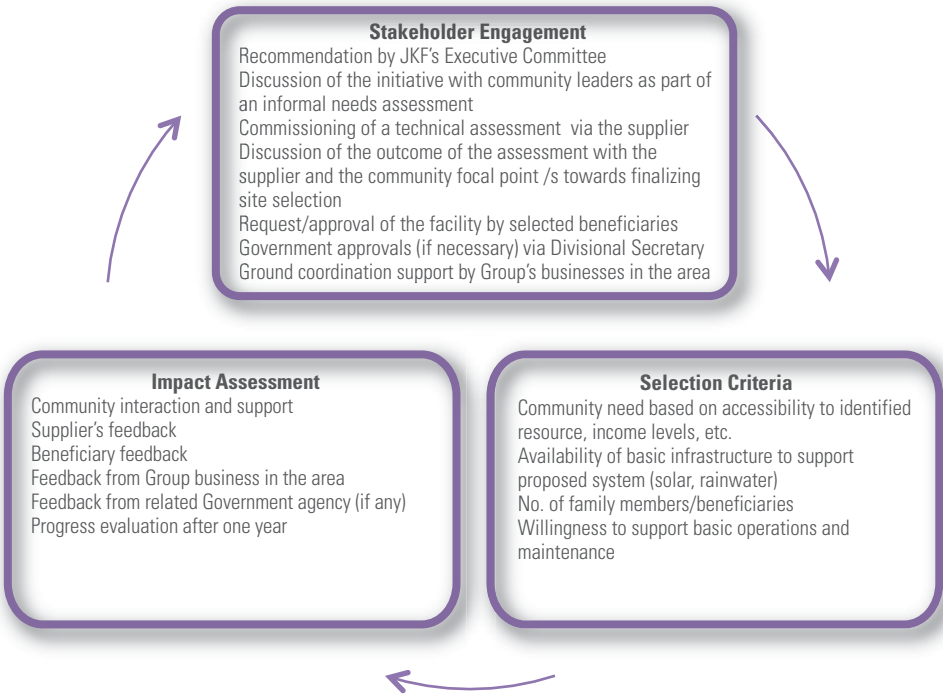 Stakeholder Engagement
Recommendation by JKF's Executive Committee
Discussion of the initiative with community leaders as part of
an informal needs assessment
Commissioning of a technical assessment via the supplier
Discussion of the outcome of the assessment with the
supplier and the community focal point /s towards finalizing
site selection
Request/approval of the facility by selected beneficiaries
Government approvals (if necessary) via Divisional Secretary
Ground coordination support by Group's businesses in the area
Impact Assessment
Community interaction and support
Supplier's feedback
Beneficiary feedback
Feedback from Group business in the area
Feedback from related Government agency (if any)
Progress evaluation after one year
Selection Criteria
Community need based on accessibility to identified
resource, income levels, etc.
Availability of basic infrastructure to support
proposed system (solar, rainwater)
No. of family members/beneficiaries
Willingness to support basic operations and
maintenance